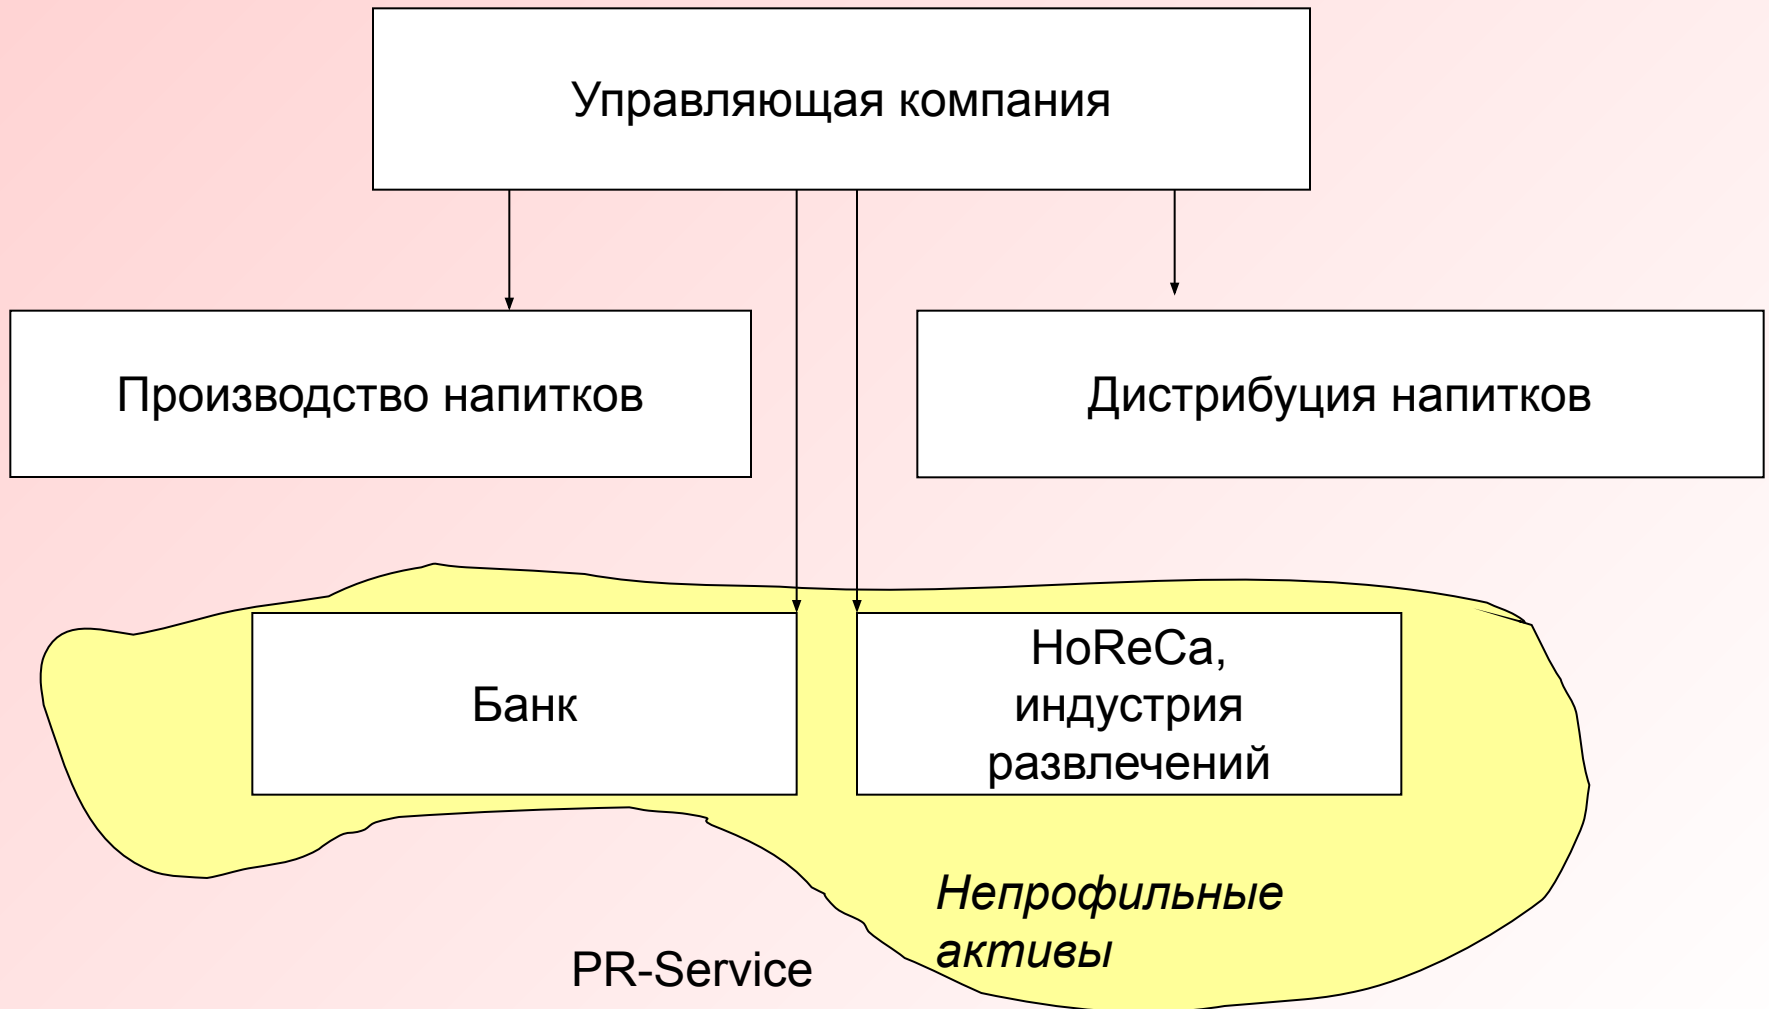 Управляющая компания
Производство напитков
Дистрибуция напитков
Банк
HoReCa,
индустрия
развлечений
Непрофильные
активы
PR-Service